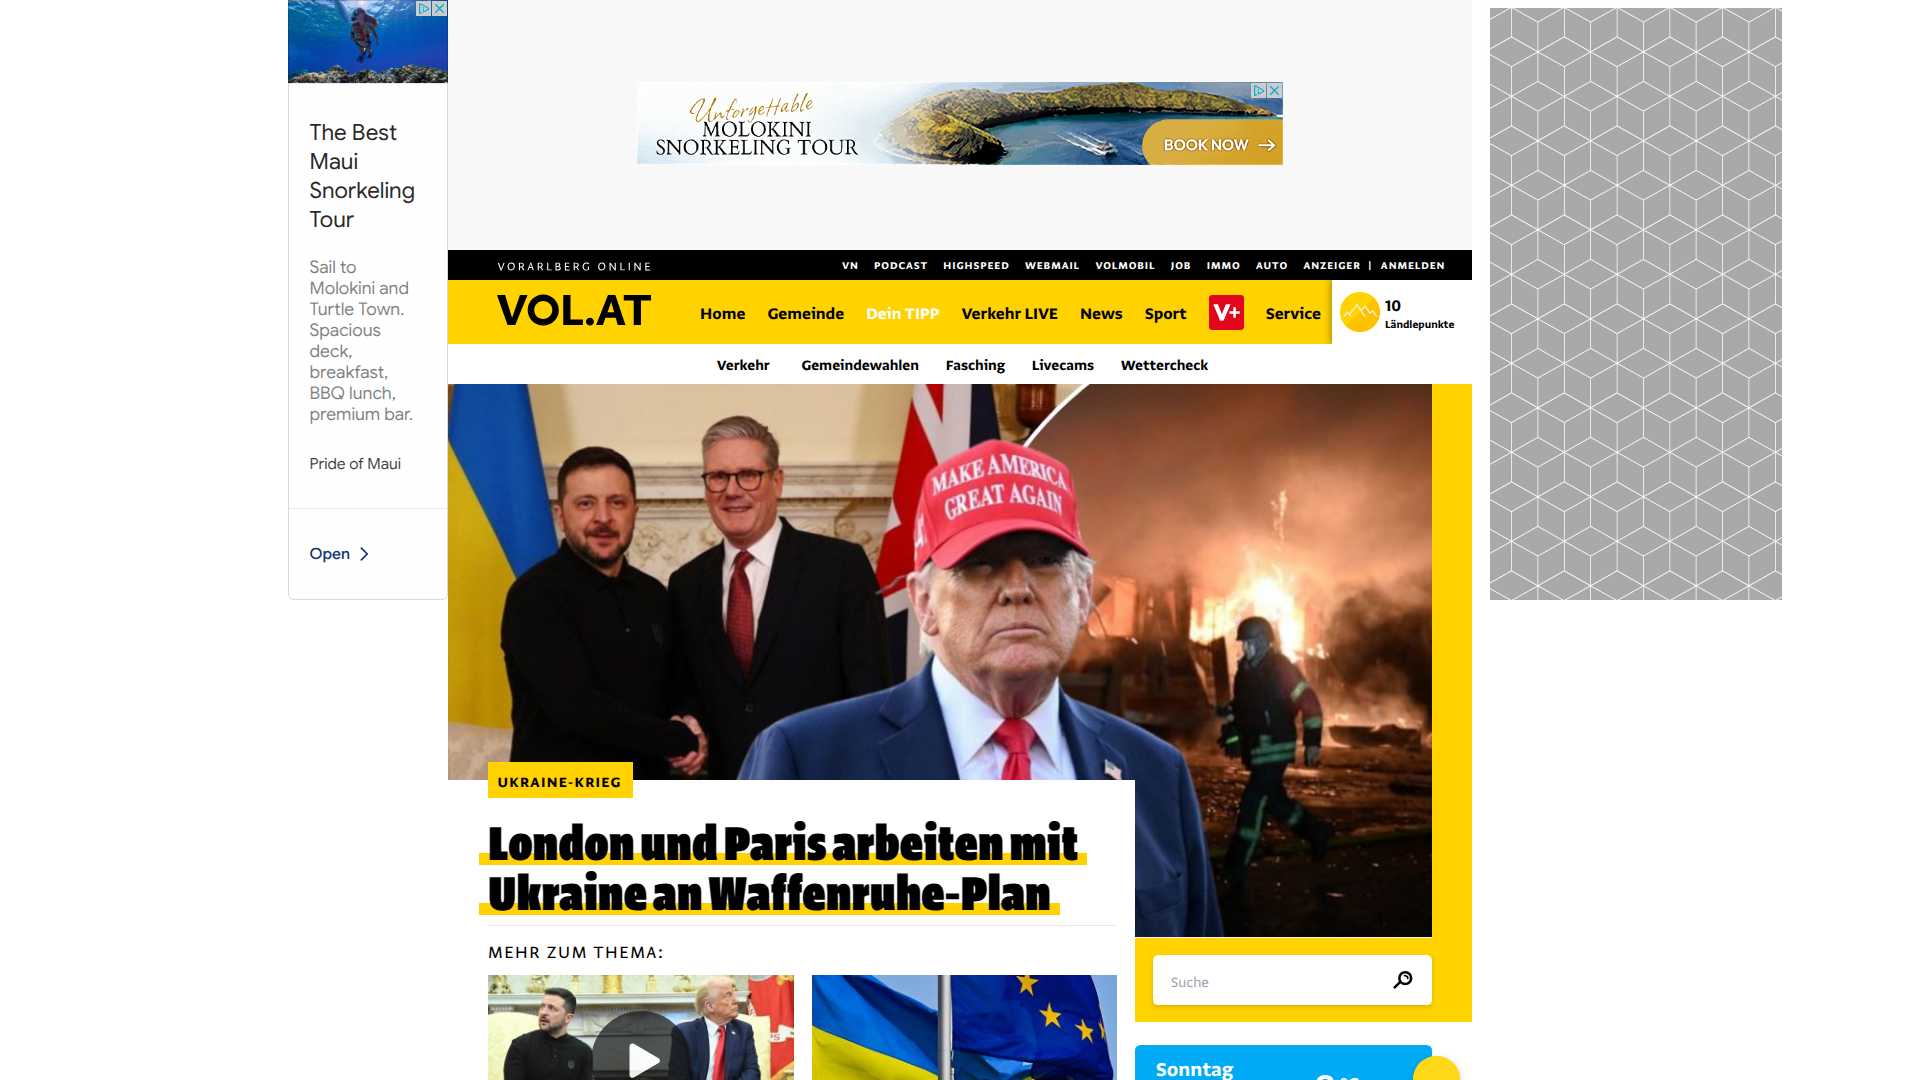 The Best
Maui
Snorkeling
Tour
Sail to
Molokini and
Turtle Town.
Spacious
deck,
breakfast,
BBQ lunch,
premium bar.
Pride of Maui
Open
Unforgettable
MOLOKINI
SNORKELING TOUR
BOOK NOW
VORARLBERG ONLINE
VN PODCAST HIGHSPEED WEBMAIL VOLMOBIL JOB IMMO AUTO ANZEIGER | ANMELDEN
VOL.AT
Home Gemeinde Dein TIPP Verkehr LIVE News Sport V+ Service
10
Ländlepunkte
Verkehr Gemeindewahlen Fasching Livecams Wettercheck
MAKE AMERICA
GREAT AGAIN
UKRAINE-KRIEG
London und Paris arbeiten mit
Ukraine an Waffenruhe-Plan
MEHR ZUM THEMA:
Suche
Sonntag